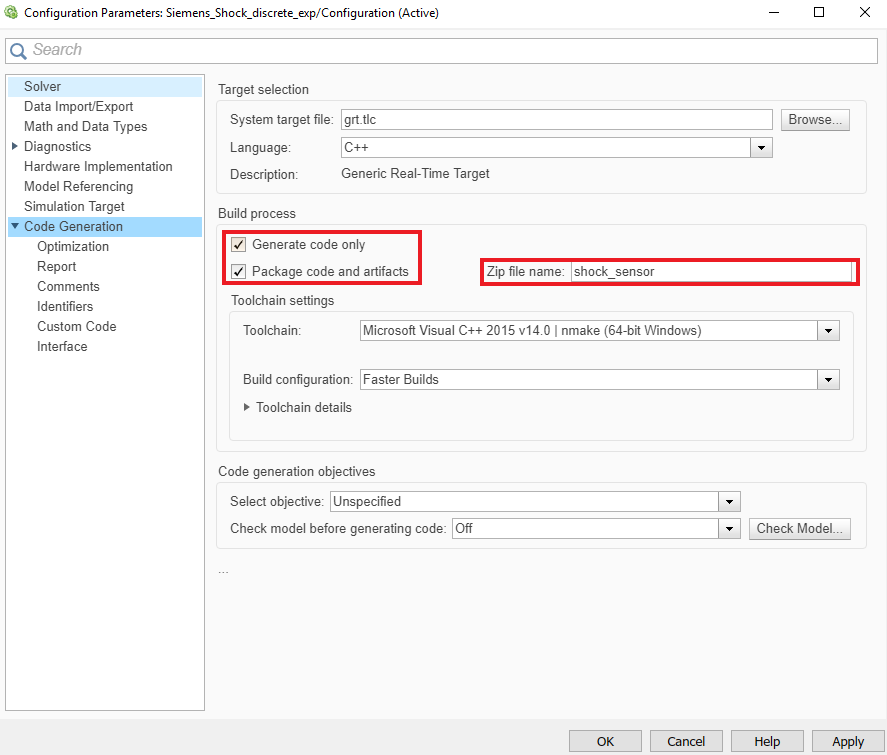 Configuration Parameters: Siemens_Shock_discrete_exp/Configuration (Active)
Search
Solver
Data Import/Export
Math and Data Types
Diagnostics
Hardware Implementation
Model Referencing
Simulation Target
Code Generation
Optimization
Report
Comments
Identifiers
Custom Code
Interface
Target selection
System target file: grt.tlc Browse...
Language: C++
Description: Generic Real-Time Target
Build process
Generate code only
Package code and artifacts Zip file name: shock_sensor
Toolchain settings
Toolchain: Microsoft Visual C++ 2015 v14.0 | nmake (64-bit Windows)
Build configuration: Faster Builds
Toolchain details
Code generation objectives
Select objective: Unspecified
Check model before generating code: Off Check Model...
...
OK Cancel Help Apply